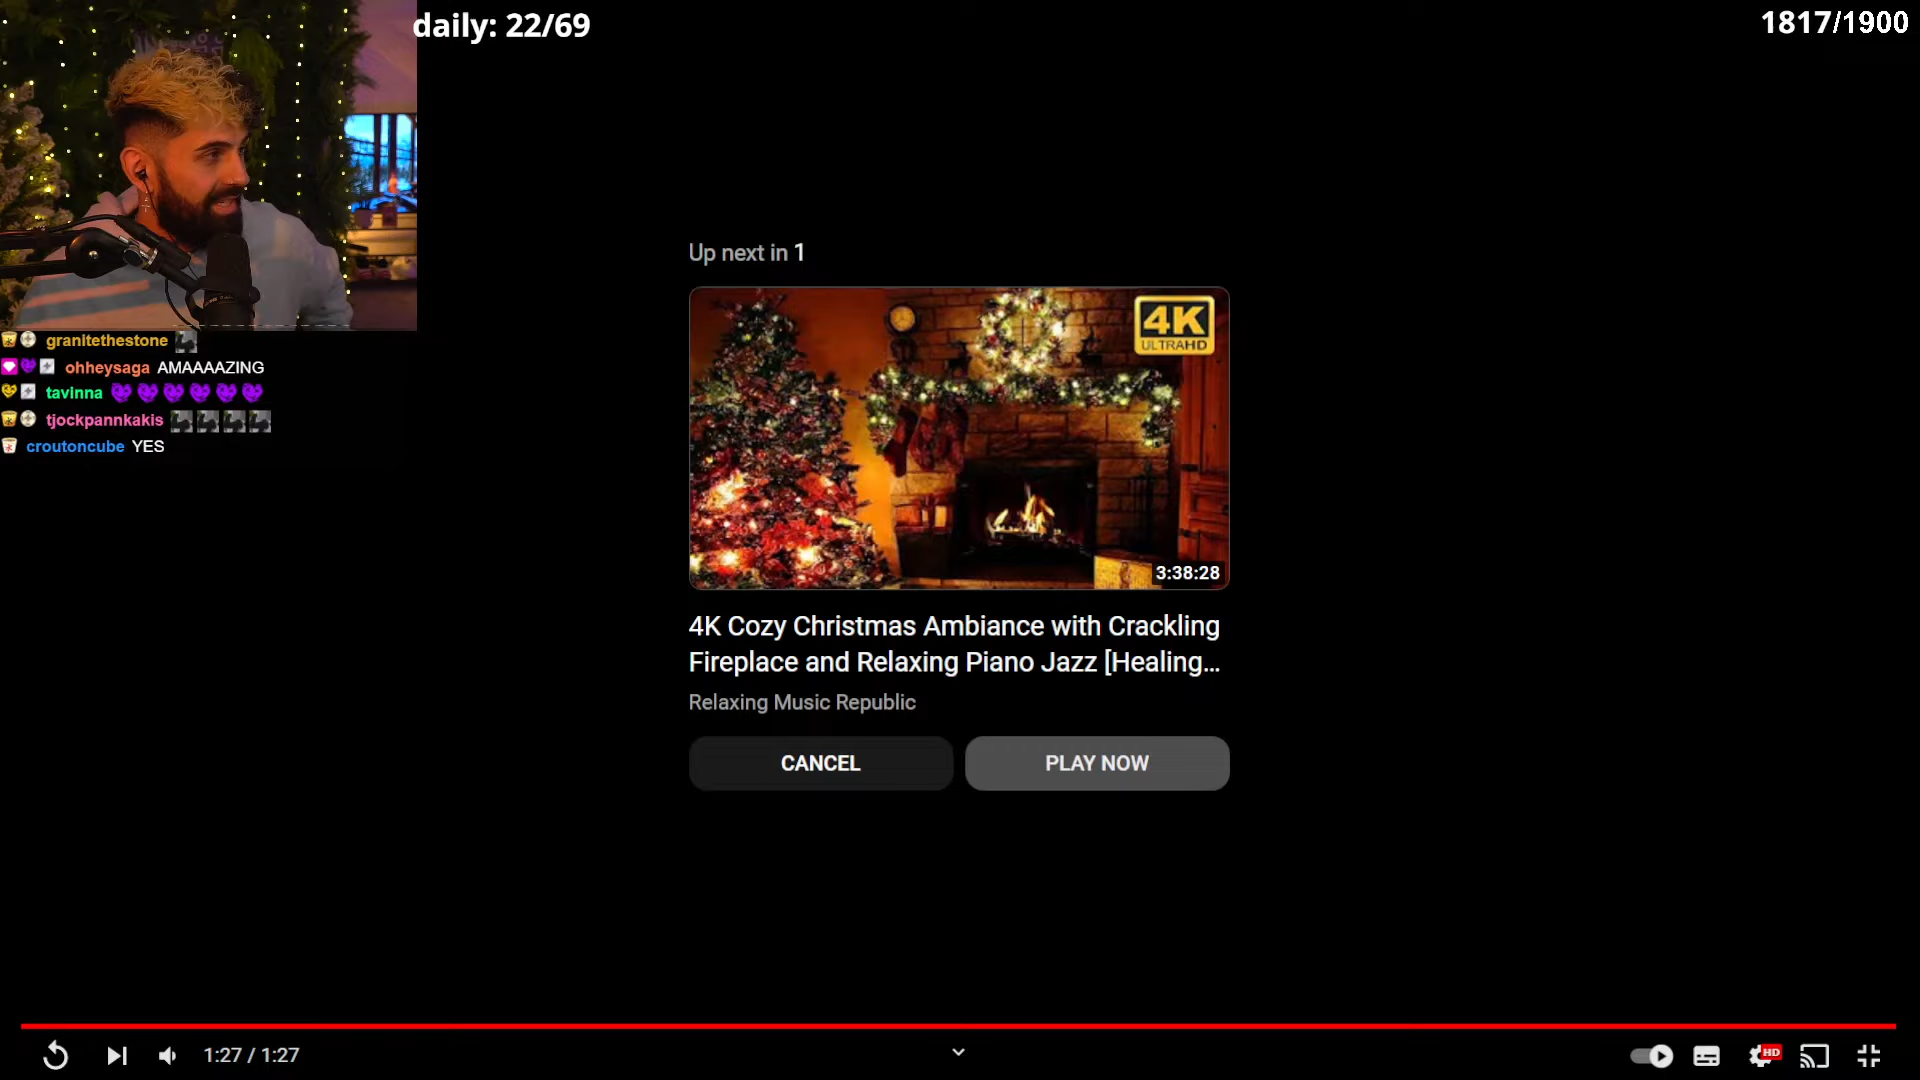 daily: 22/69
1817/1900
granitethestone
ohheysaga AMAAAAZING
tavinna
tjockpannkakis
croutoncube YES
Up next in 1
4K
ULTRAHD
3:38:28
4K Cozy Christmas Ambiance with Crackling
Fireplace and Relaxing Piano Jazz [Healing...
Relaxing Music Republic
CANCEL
PLAY NOW
1:27 / 1:27
HD